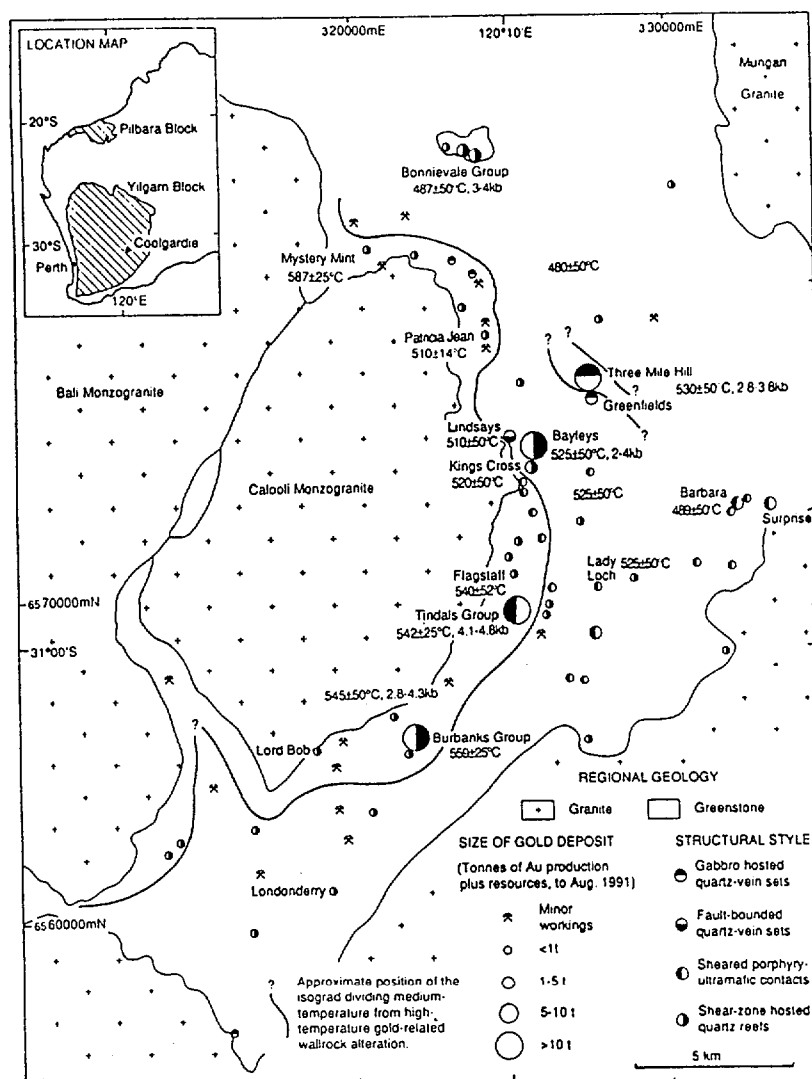 320000mE
120°10'E
330000mE
LOCATION MAP
20°S
Pilbara Block
Yilgarn Block
30°S
Coolgardie
Perth
120°E
Mungari
Granite
Bonnievale Group
487±50°C, 3-4kb
Mystery Mint
587±25°C
480±50°C
Patricia Jean
510±14°C
Three Mile Hill
530±50°C, 2.8-3.8kb
Greenfields
Bali Monzogranite
Lindsays
510±50°C
Bayleys
525±50°C, 2-4kb
Kings Cross
520±50°C
Calooli Monzogranite
525±50°C
Barbara
489±50°C
Surprise
Flagstaff
540±52°C
Lady
Loch
525±50°C
6570000mN
Tindals Group
542±25°C, 4.1-4.8kb
31°00'S
545±50°C, 2.8-4.3kb
Lord Bob
Burbanks Group
559±25°C
Londonderry
6560000mN
REGIONAL GEOLOGY
Granite
Greenstone
SIZE OF GOLD DEPOSIT
(Tonnes of Au production
plus resources, to Aug. 1991)
Minor
workings
<1t
1-5 t
5-10 t
>10 t
STRUCTURAL STYLE
Gabbro hosted
quartz-vein sets
Fault-bounded
quartz-vein sets
Sheared porphyry-
ultramafic contacts
Shear-zone hosted
quartz reefs
? Approximate position of the
isograd dividing medium-
temperature from high-
temperature gold-related
wallrock alteration.
5 km
?
?
?
?
?